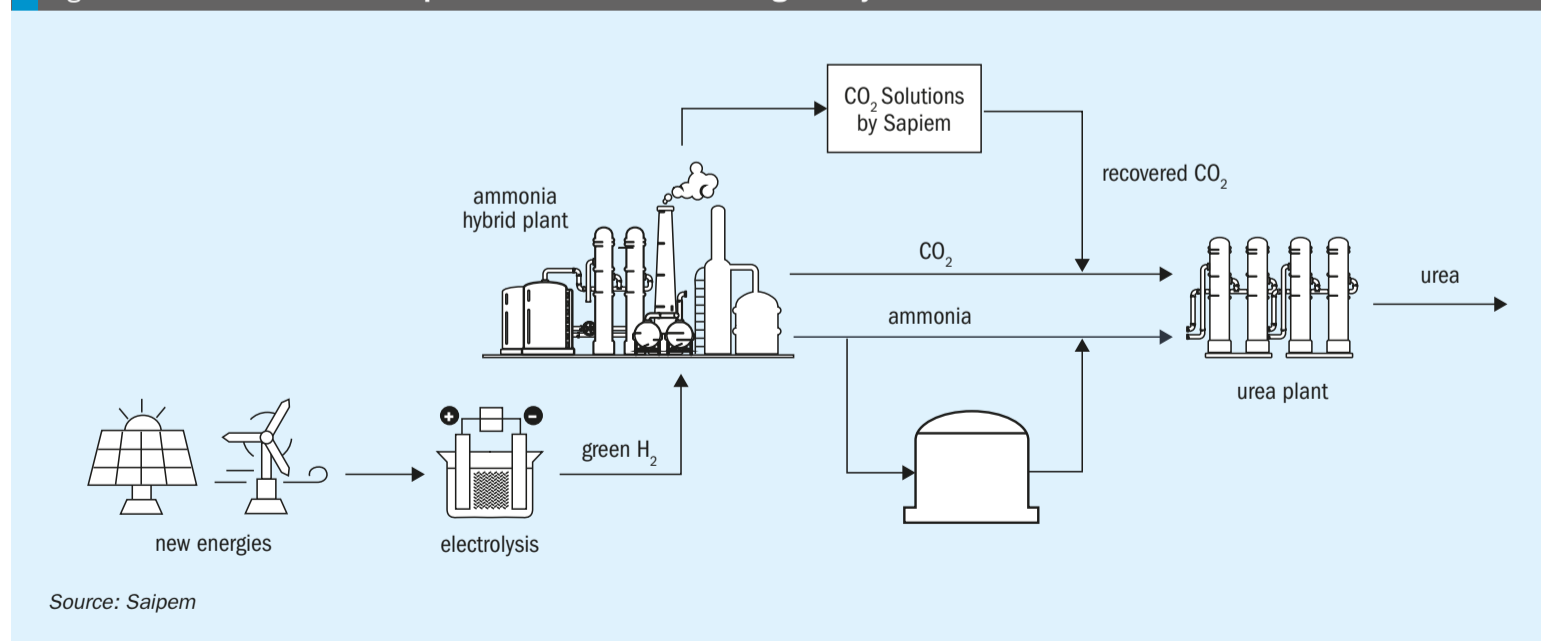 CO2 Solutions
by Sapiem
recovered CO2
ammonia
hybrid plant
CO2
urea
ammonia
urea plant
+
−
green H2
new energies
electrolysis
Source: Saipem